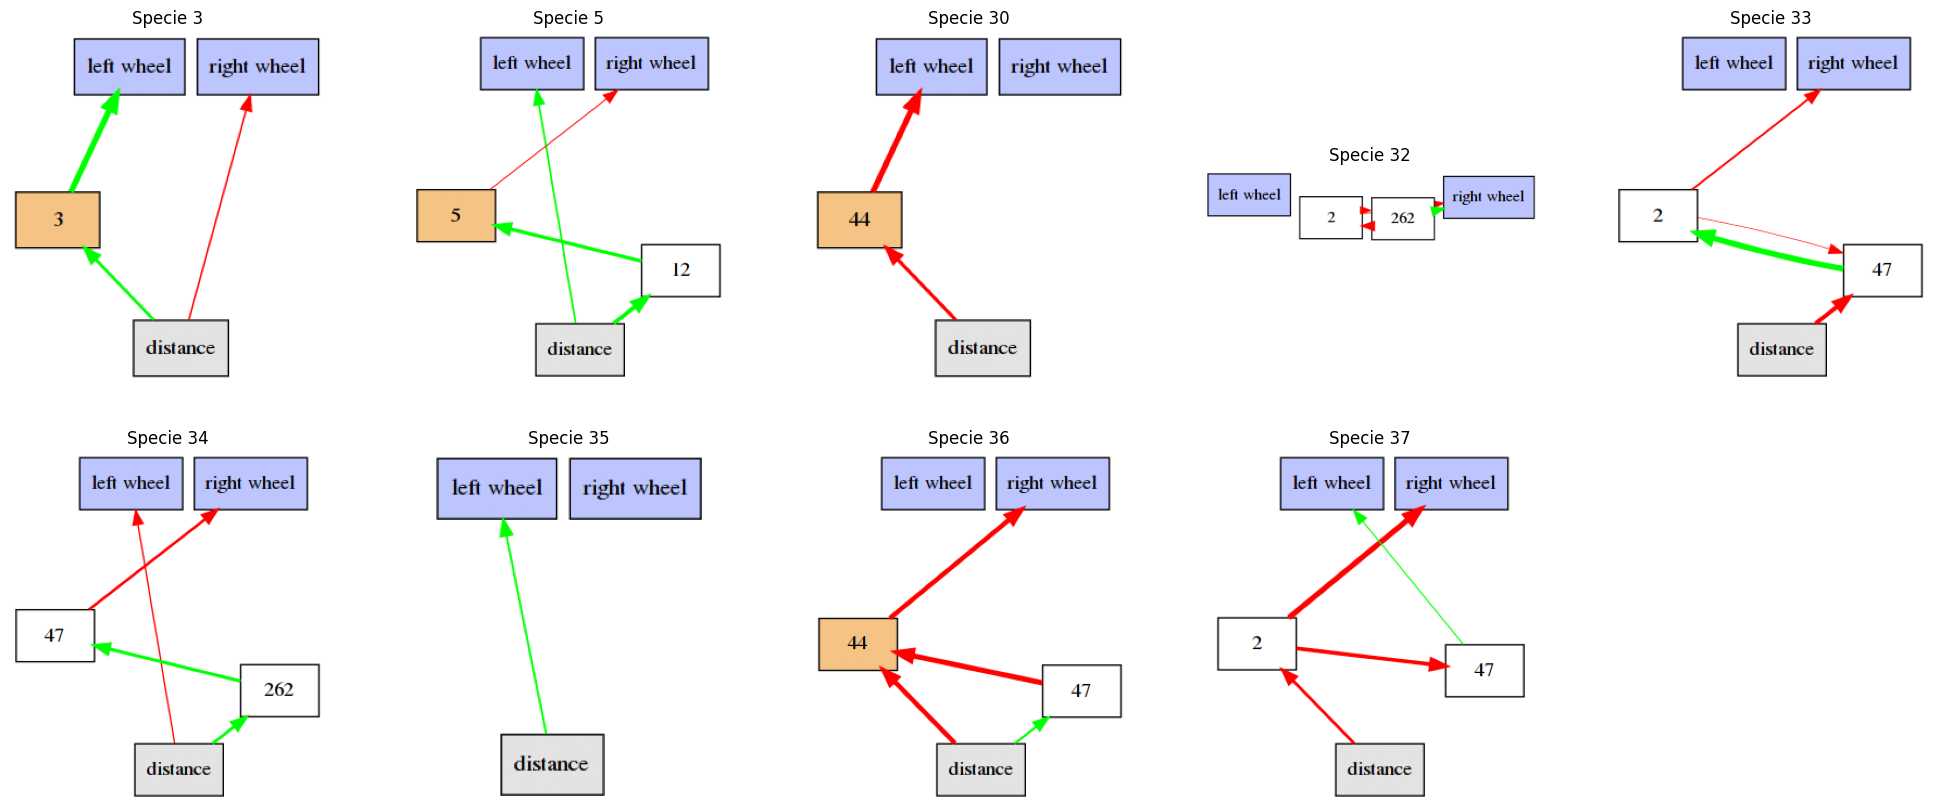 Specie 3
left wheel
right wheel
3
distance
Specie 5
left wheel
right wheel
5
12
distance
Specie 30
left wheel
right wheel
44
distance
Specie 32
left wheel
right wheel
2
262
Specie 33
left wheel
right wheel
2
47
distance
Specie 34
left wheel
right wheel
47
262
distance
Specie 35
left wheel
right wheel
distance
Specie 36
left wheel
right wheel
44
47
distance
Specie 37
left wheel
right wheel
2
47
distance